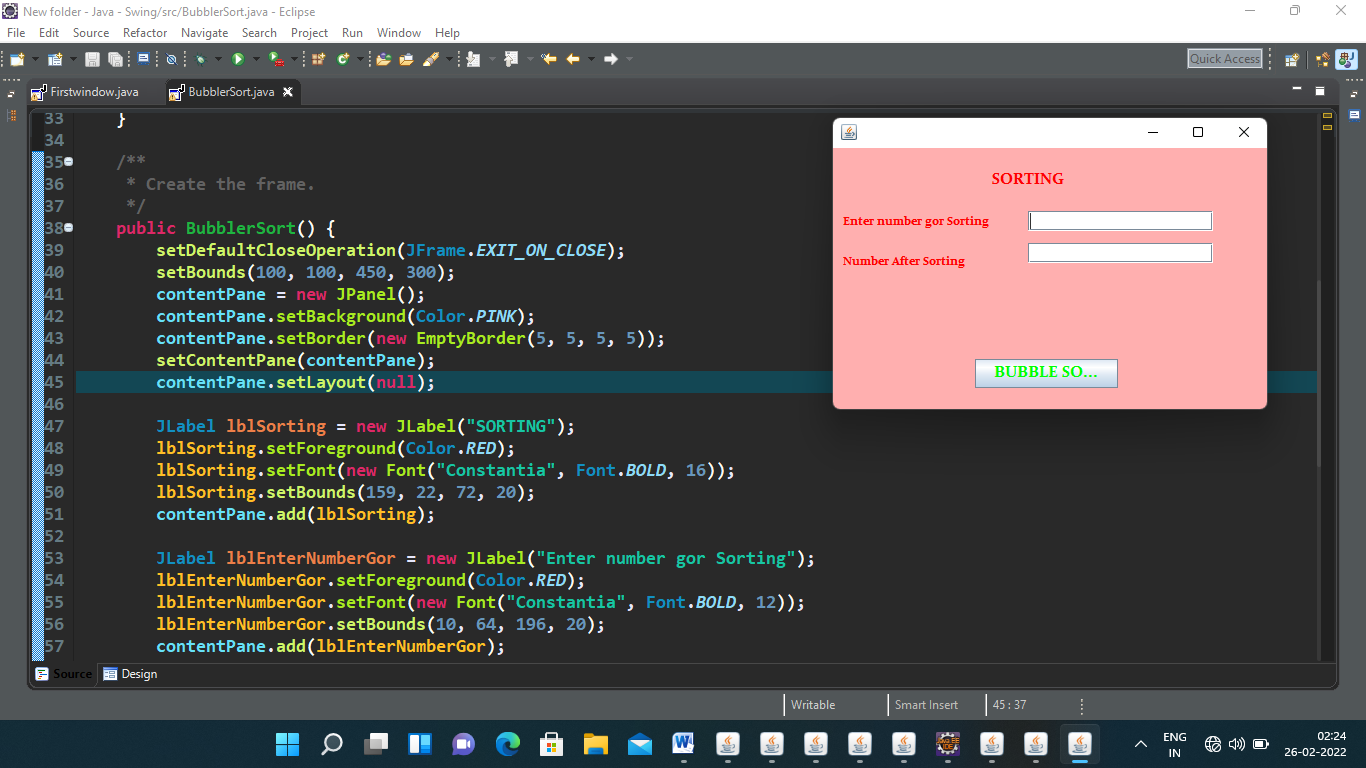 New folder - Java - Swing/src/BubblerSort.java - Eclipse
File Edit Source Refactor Navigate Search Project Run Window Help
Quick Access
Firstwindow.java BubblerSort.java
33 }
34
35 /**
36 * Create the frame.
37 */
38 public BubblerSort() {
39 setDefaultCloseOperation(JFrame.EXIT_ON_CLOSE);
40 setBounds(100, 100, 450, 300);
41 contentPane = new JPanel();
42 contentPane.setBackground(Color.PINK);
43 contentPane.setBorder(new EmptyBorder(5, 5, 5, 5));
44 setContentPane(contentPane);
45 contentPane.setLayout(null);
46
47 JLabel lblSorting = new JLabel("SORTING");
48 lblSorting.setForeground(Color.RED);
49 lblSorting.setFont(new Font("Constantia", Font.BOLD, 16));
50 lblSorting.setBounds(159, 22, 72, 20);
51 contentPane.add(lblSorting);
52
53 JLabel lblEnterNumberGor = new JLabel("Enter number gor Sorting");
54 lblEnterNumberGor.setForeground(Color.RED);
55 lblEnterNumberGor.setFont(new Font("Constantia", Font.BOLD, 12));
56 lblEnterNumberGor.setBounds(10, 64, 196, 20);
57 contentPane.add(lblEnterNumberGor);
SORTING
Enter number gor Sorting
Number After Sorting
BUBBLE SO...
Source Design
Writable Smart Insert 45 : 37
ENG
IN
02:24
26-02-2022